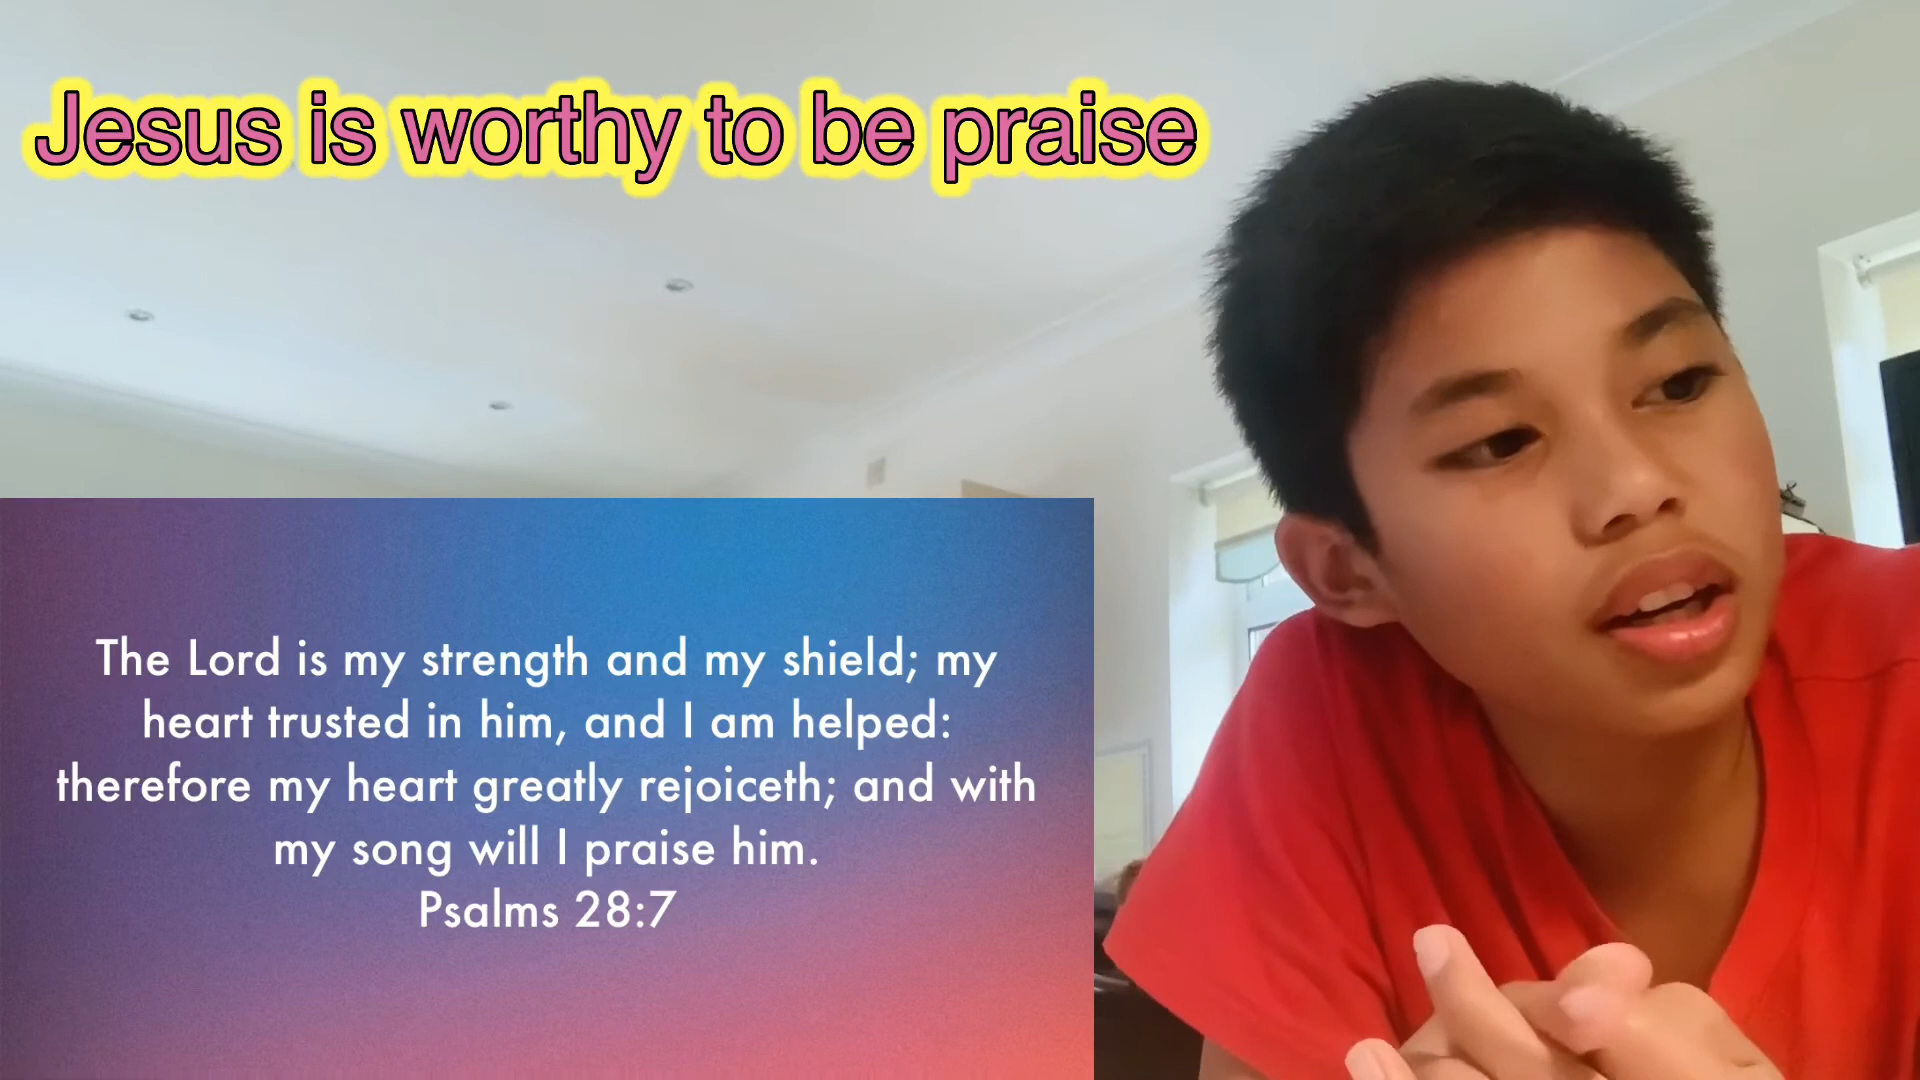 Jesus is worthy to be praise
The Lord is my strength and my shield; my
heart trusted in him, and I am helped:
therefore my heart greatly rejoiceth; and with
my song will I praise him.
Psalms 28:7